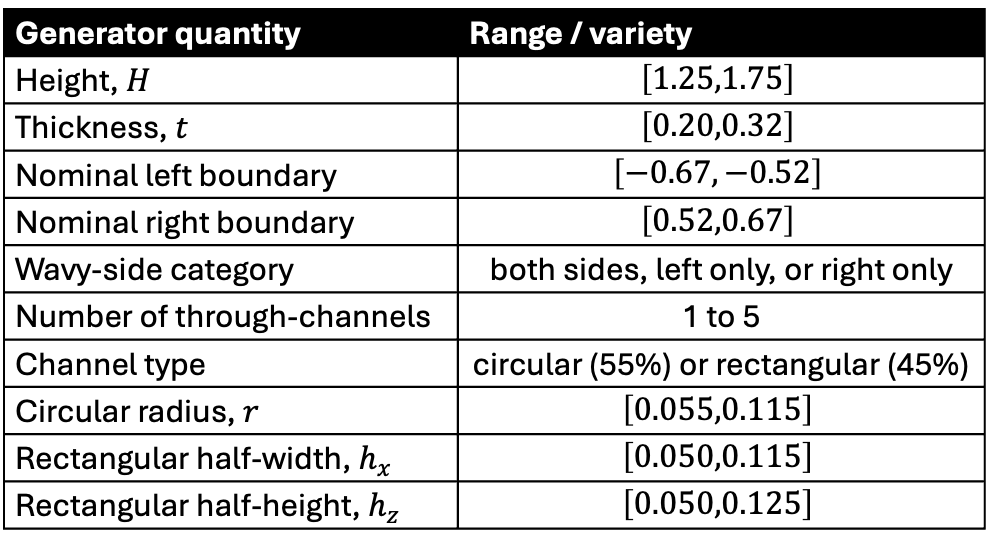 Generator quantity Range / variety
Height, H [1.25,1.75]
Thickness, t [0.20,0.32]
Nominal left boundary [−0.67, −0.52]
Nominal right boundary [0.52,0.67]
Wavy-side category both sides, left only, or right only
Number of through-channels 1 to 5
Channel type circular (55%) or rectangular (45%)
Circular radius, r [0.055,0.115]
Rectangular half-width, hₓ [0.050,0.115]
Rectangular half-height, h_z [0.050,0.125]